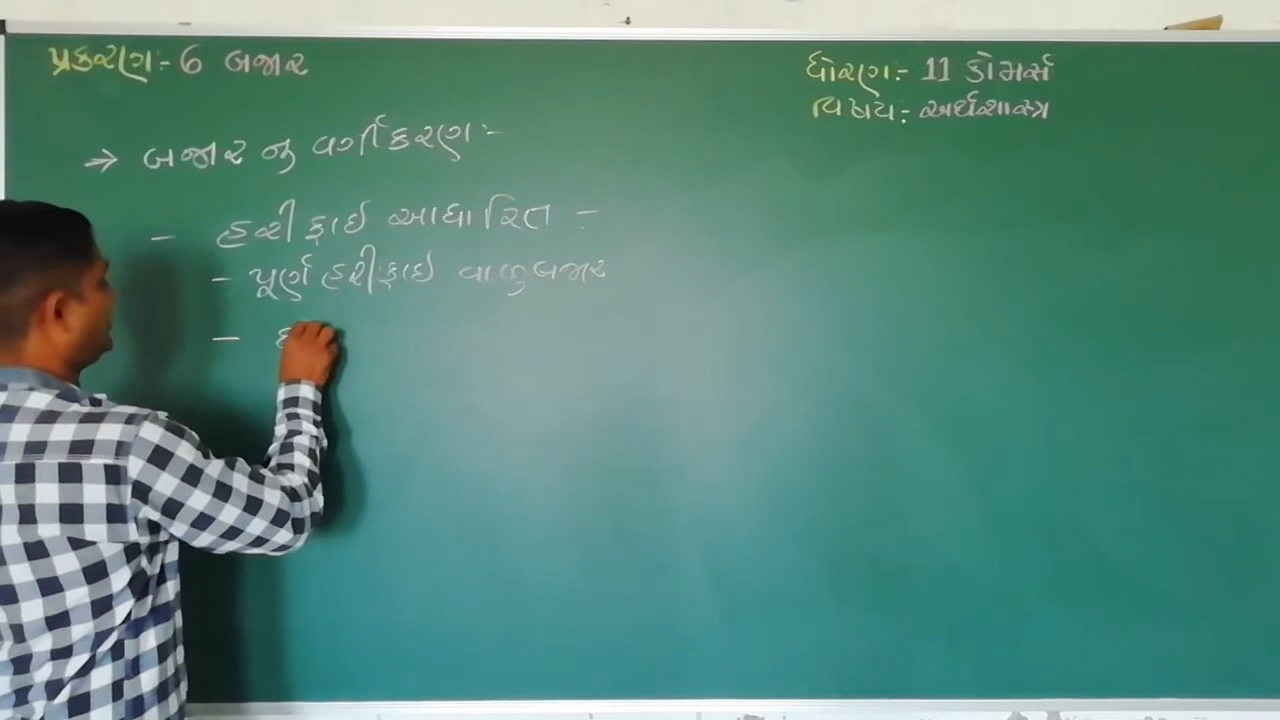 પ્રકરણ:- 6 બજાર
ધોરણ:- 11 કોમર્સ
વિષય:- અર્થશાસ્ત્ર
→ બજાર નુ વર્ગીકરણ:-
- હરીફાઇ આધારિત :-
- પૂર્ણ હરીફાઇ વાળુ બજાર
-